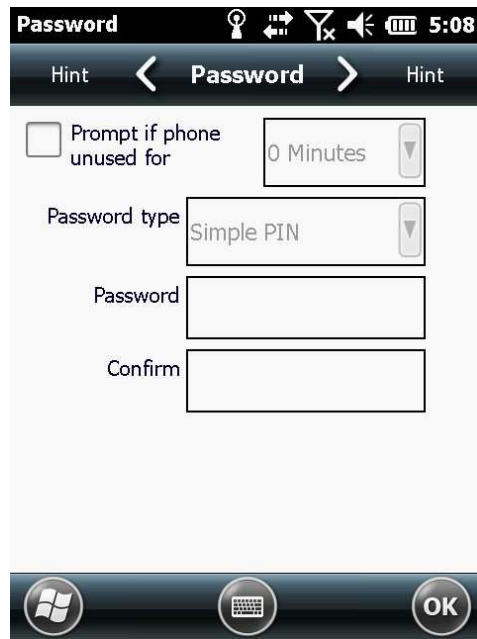 Password 5:08
Hint Password Hint
Prompt if phone
unused for
0 Minutes
Password type
Simple PIN
Password
Confirm
OK